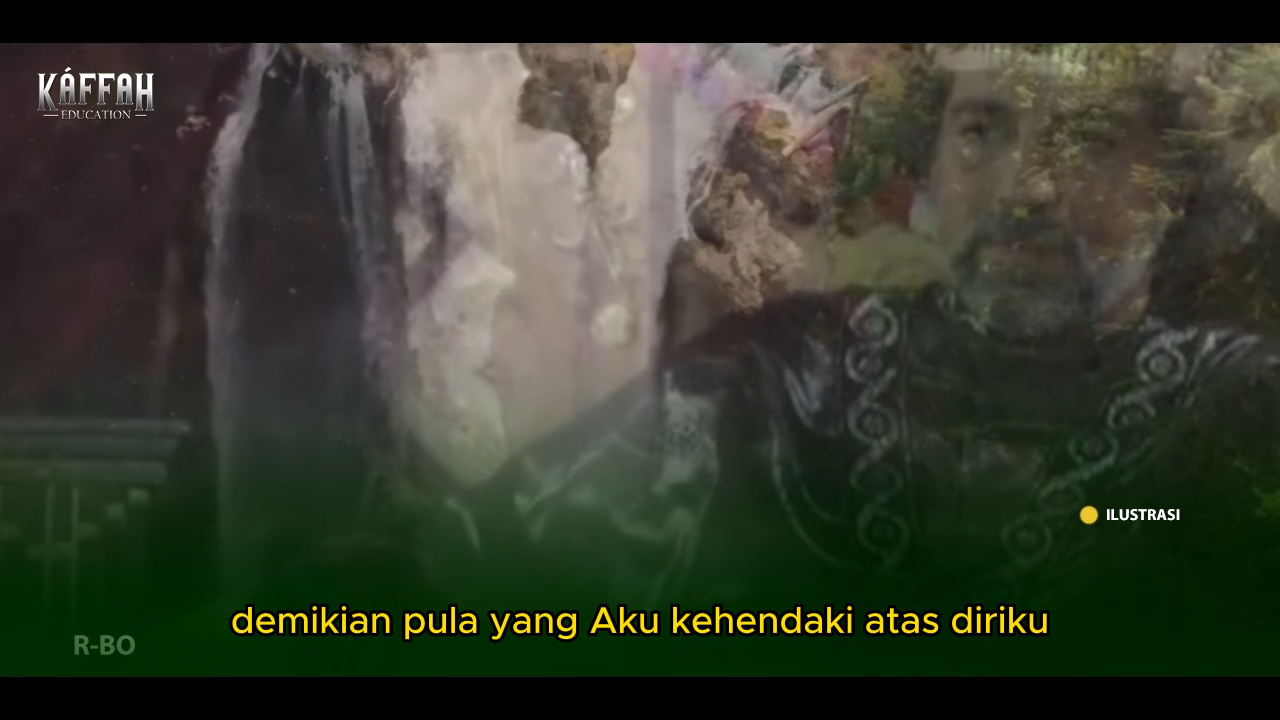 KÁFFAH
EDUCATION
ILUSTRASI
demikian pula yang Aku kehendaki atas diriku
R-BO